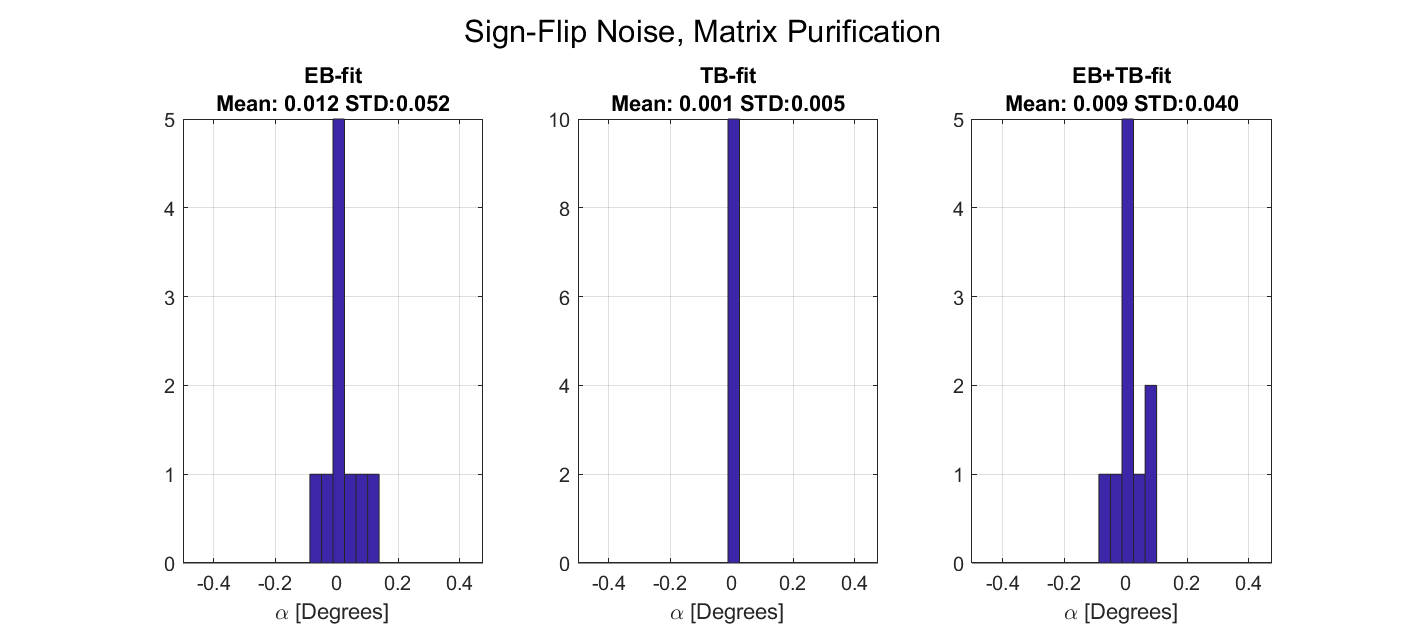 Sign-Flip Noise, Matrix Purification
EB-fit
Mean: 0.012 STD:0.052
5
4
3
2
1
0
-0.4 -0.2 0 0.2 0.4
α [Degrees]
TB-fit
Mean: 0.001 STD:0.005
10
8
6
4
2
0
-0.4 -0.2 0 0.2 0.4
α [Degrees]
EB+TB-fit
Mean: 0.009 STD:0.040
5
4
3
2
1
0
-0.4 -0.2 0 0.2 0.4
α [Degrees]